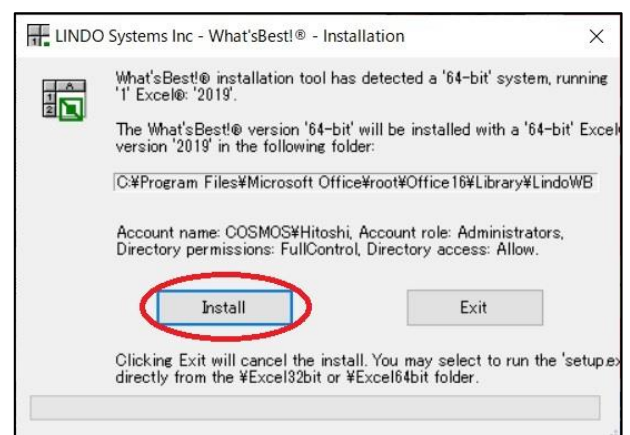 LINDO Systems Inc - What'sBest!® - Installation
What'sBest!® installation tool has detected a '64-bit' system, running
'1' Excel®: '2019'.
The What'sBest!® version '64-bit' will be installed with a '64-bit' Excel
version '2019' in the following folder:
C:¥Program Files¥Microsoft Office¥root¥Office16¥Library¥LindoWB
Account name: COSMOS¥Hitoshi, Account role: Administrators,
Directory permissions: FullControl, Directory access: Allow.
Install Exit
Clicking Exit will cancel the install. You may select to run the 'setup.ex
directly from the ¥Excel32bit or ¥Excel64bit folder.